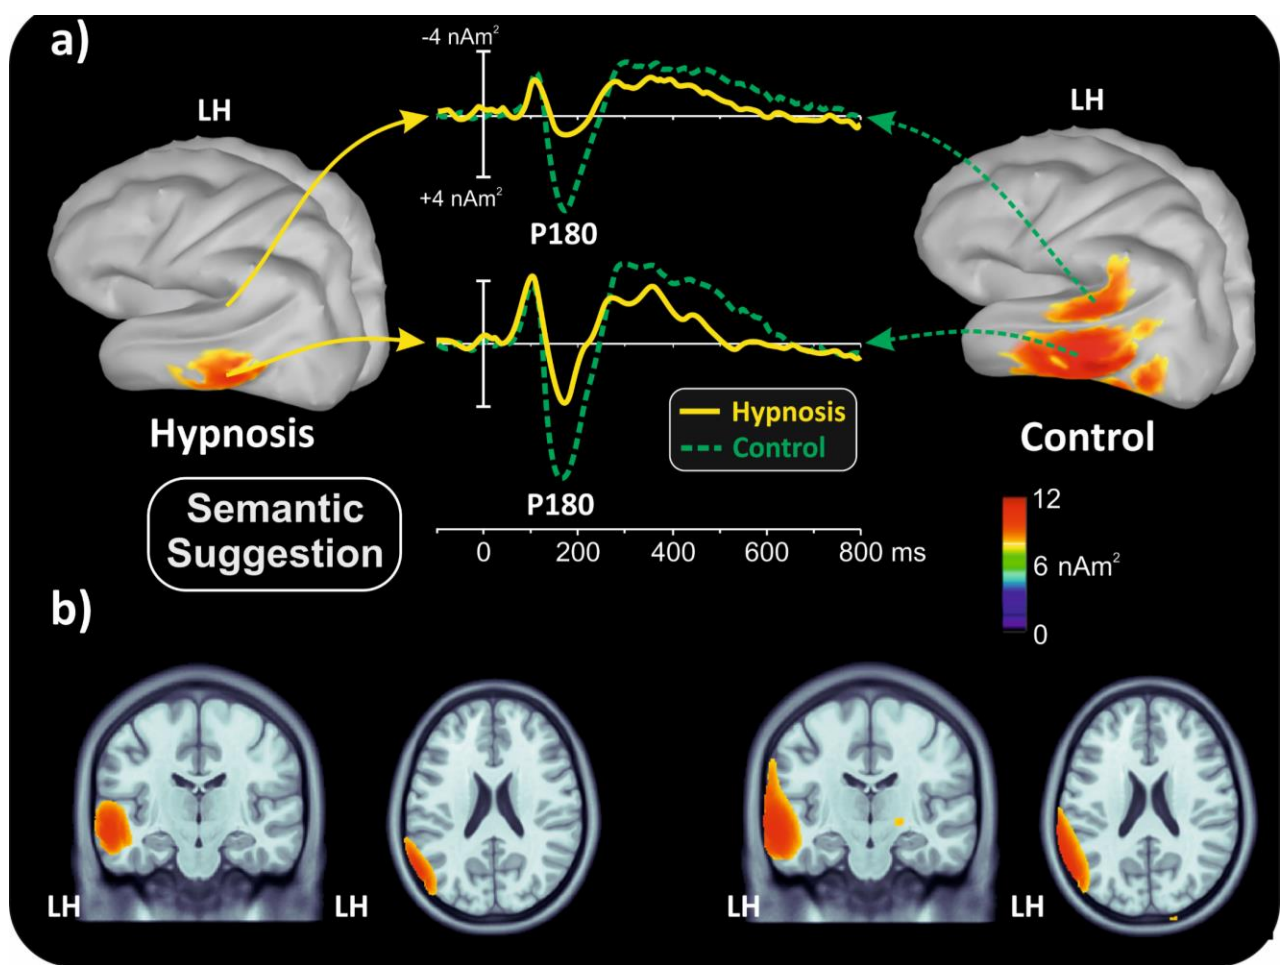 a)
-4 nAm²
LH
LH
+4 nAm²
P180
Hypnosis
Control
Hypnosis
Control
P180
Semantic
Suggestion
0 200 400 600 800 ms
12
6 nAm²
0
b)
LH
LH
LH
LH